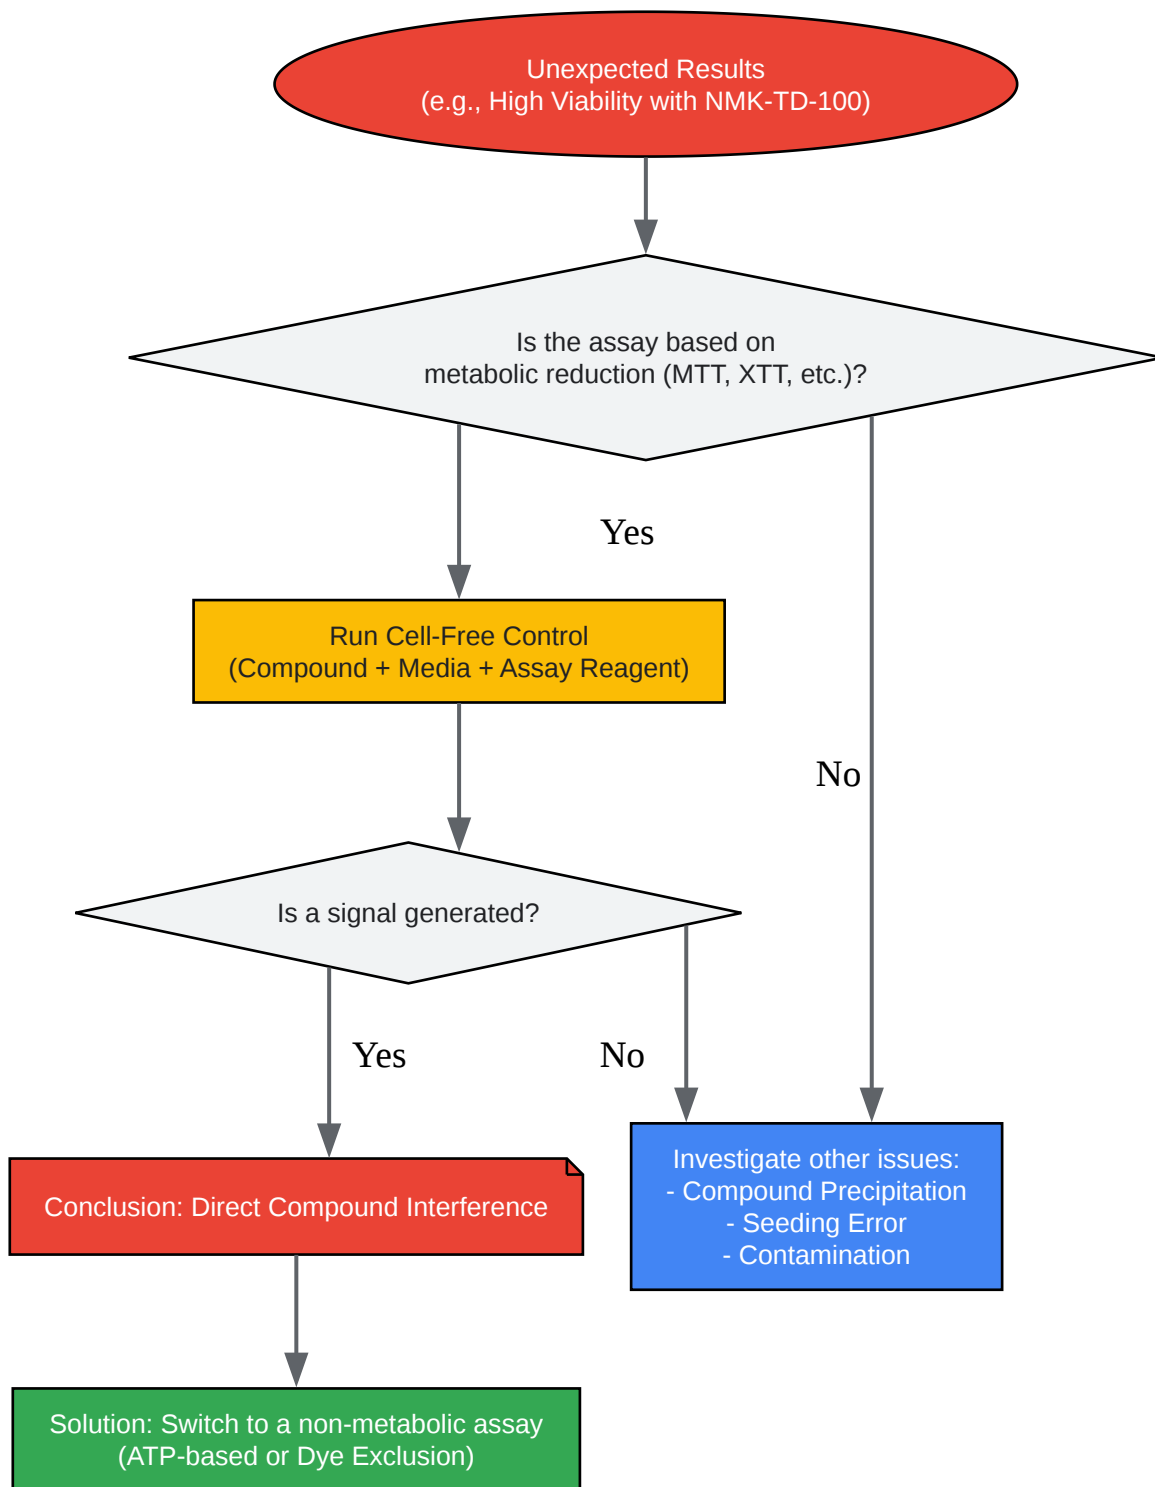 Unexpected Results
(e.g., High Viability with NMK-TD-100)
Is the assay based on
metabolic reduction (MTT, XTT, etc.)?
Yes
Run Cell-Free Control
(Compound + Media + Assay Reagent)
No
Is a signal generated?
Yes
No
Conclusion: Direct Compound Interference
Investigate other issues:
- Compound Precipitation
- Seeding Error
- Contamination
Solution: Switch to a non-metabolic assay
(ATP-based or Dye Exclusion)